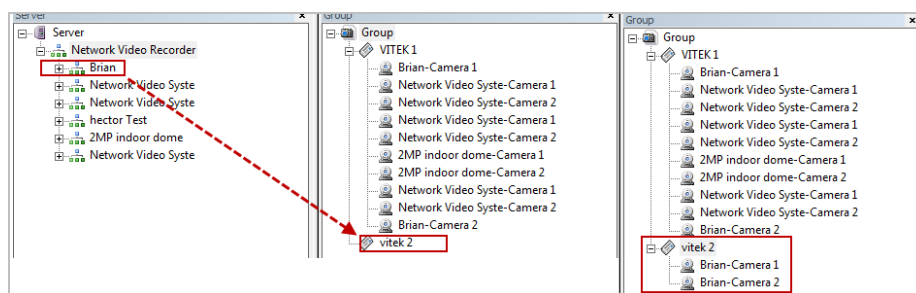 Server
Server
Network Video Recorder
Brian
Network Video Syste
Network Video Syste
hector Test
2MP indoor dome
Network Video Syste
Group
Group
VITEK 1
Brian-Camera 1
Network Video Syste-Camera 1
Network Video Syste-Camera 2
Network Video Syste-Camera 1
Network Video Syste-Camera 2
2MP indoor dome-Camera 1
2MP indoor dome-Camera 2
Network Video Syste-Camera 1
Network Video Syste-Camera 2
Brian-Camera 2
vitek 2
Group
Group
VITEK 1
Brian-Camera 1
Network Video Syste-Camera 1
Network Video Syste-Camera 2
Network Video Syste-Camera 1
Network Video Syste-Camera 2
2MP indoor dome-Camera 1
2MP indoor dome-Camera 2
Network Video Syste-Camera 1
Network Video Syste-Camera 2
Brian-Camera 2
vitek 2
Brian-Camera 1
Brian-Camera 2